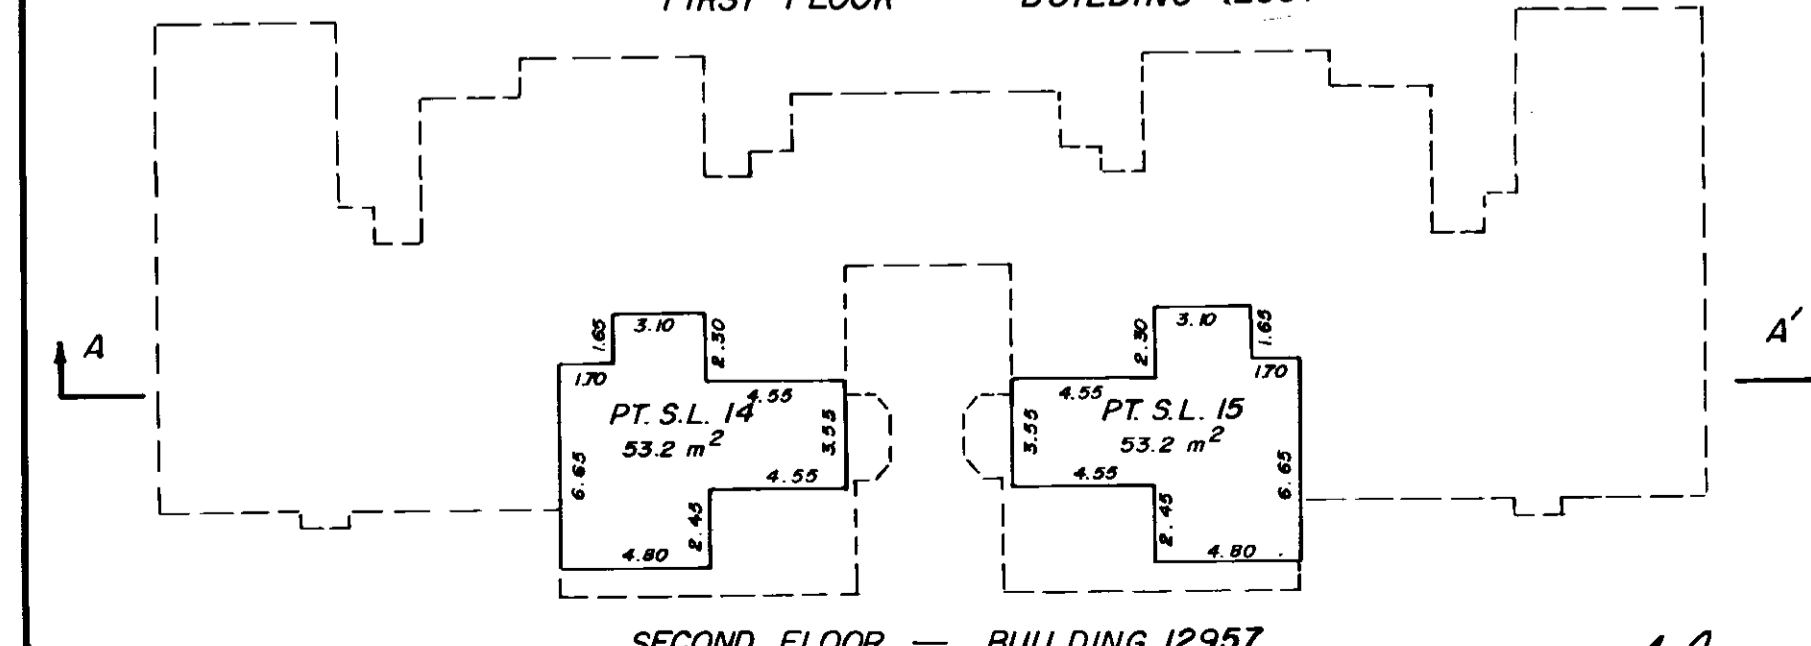 FIRST FLOOR BUILDING
A
A′
1.65
3.10
2.30
1.70
4.55
PT. S.L. 14
53.2 m²
3.55
6.65
4.55
2.45
4.80
2.30
3.10
1.65
1.70
4.55
PT. S.L. 15
53.2 m²
3.55
6.65
4.55
2.45
4.80
SECOND FLOOR — BUILDING 12957